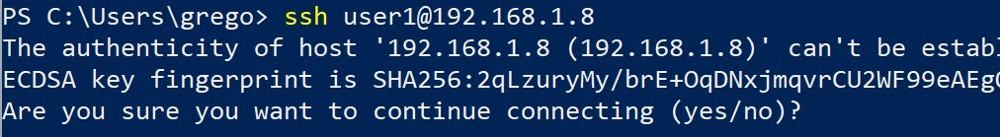 PS C:\Users\grego> ssh user1@192.168.1.8
The authenticity of host '192.168.1.8 (192.168.1.8)' can't be establ
ECDSA key fingerprint is SHA256:2qLzuryMy/brE+OqDNxjmqvrCU2WF99eAEg
Are you sure you want to continue connecting (yes/no)?